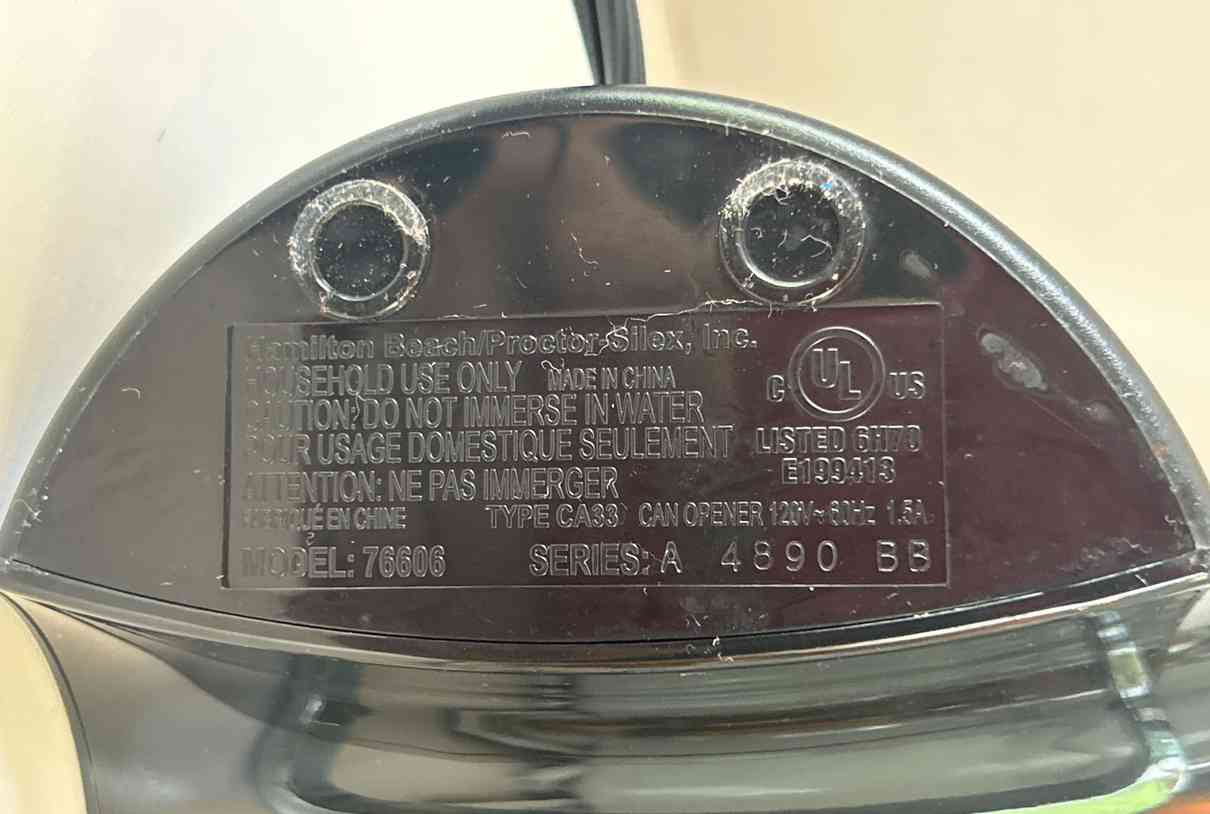 Hamilton Beach/Proctor-Silex, Inc.
HOUSEHOLD USE ONLY MADE IN CHINA
CAUTION: DO NOT IMMERSE IN WATER
POUR USAGE DOMESTIQUE SEULEMENT
ATTENTION: NE PAS IMMERGER
FABRIQUÉ EN CHINE TYPE CA33 CAN OPENER 120V~60Hz 1.5A
MODEL: 76606 SERIES: A 4890 BB
C UL US
LISTED 6H70
E199413